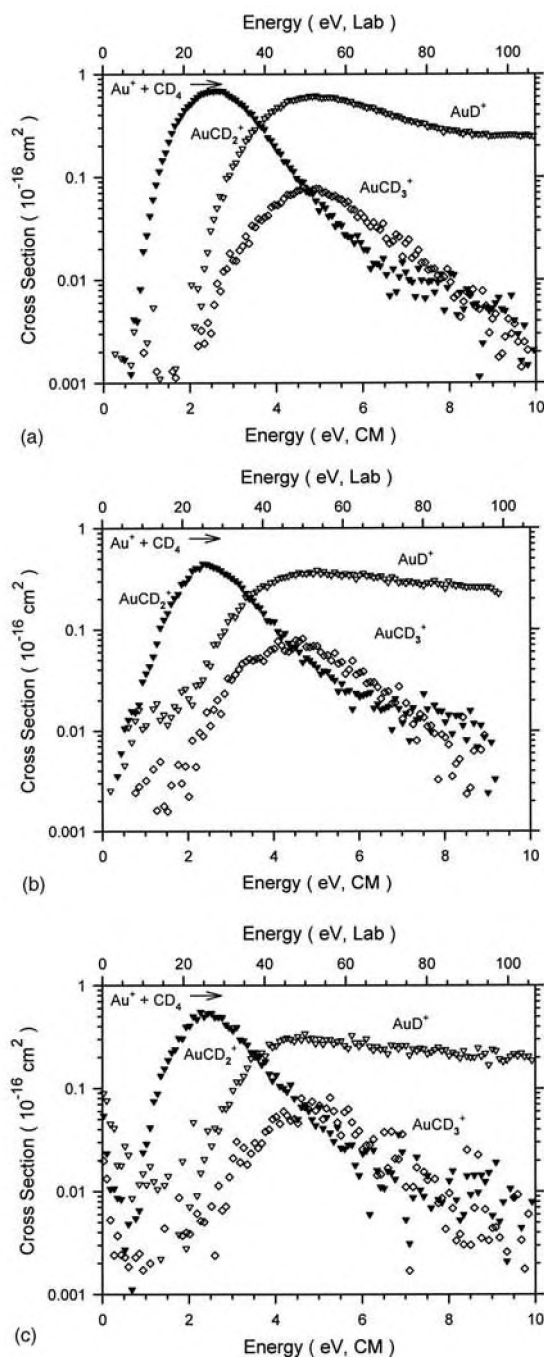 Energy ( eV, Lab)
0 20 40 60 80 100
Au⁺ + CD₄
AuD⁺
AuCD₂⁺
AuCD₃⁺
Cross Section ( 10⁻¹⁶ cm²)
1
0.1
0.01
0.001
0 2 4 6 8 10
(a)
Energy ( eV, CM)
Energy ( eV, Lab)
0 20 40 60 80 100
Au⁺ + CD₄
AuD⁺
AuCD₂⁺
AuCD₃⁺
Cross Section ( 10⁻¹⁶ cm²)
1
0.1
0.01
0.001
0 2 4 6 8 10
(b)
Energy ( eV, CM)
Energy ( eV, Lab)
0 20 40 60 80 100
Au⁺ + CD₄
AuD⁺
AuCD₂⁺
AuCD₃⁺
Cross Section ( 10⁻¹⁶ cm²)
1
0.1
0.01
0.001
0 2 4 6 8 10
(c)
Energy ( eV, CM)